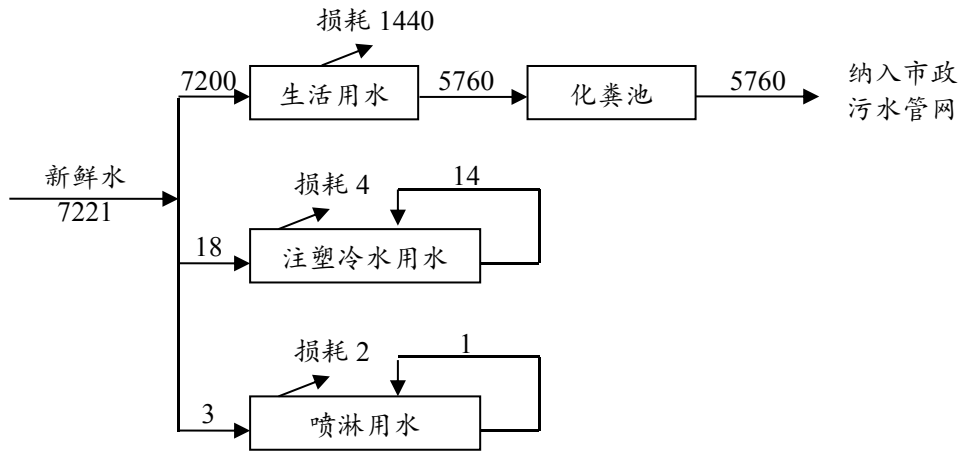 损耗 1440
7200
生活用水
5760
化粪池
5760
纳入市政
污水管网
新鲜水
7221
损耗 4
14
18
注塑冷水用水
损耗 2
1
3
喷淋用水